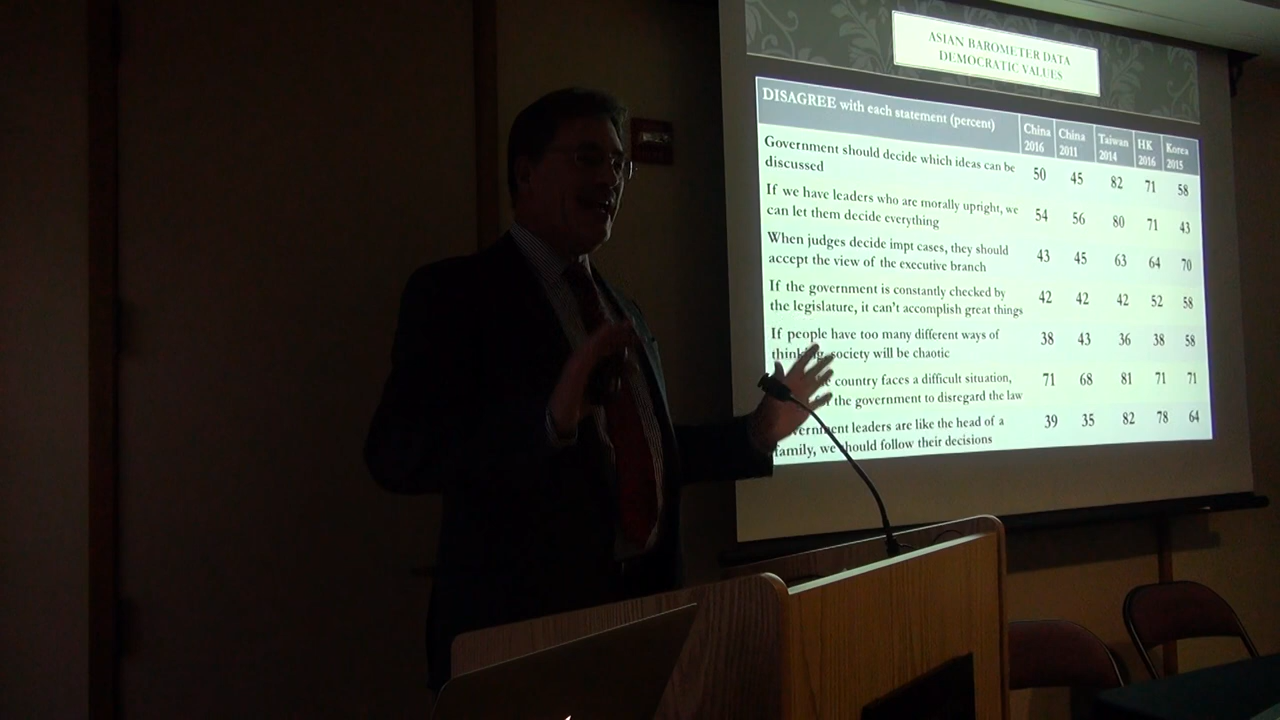 ASIAN BAROMETER DATA
DEMOCRATIC VALUES
DISAGREE with each statement (percent) China 2016 China 2011 Taiwan 2014 HK 2016 Korea 2015
Government should decide which ideas can be
discussed 50 45 82 71 58
If we have leaders who are morally upright, we
can let them decide everything 54 56 80 71 43
When judges decide impt cases, they should
accept the view of the executive branch 43 45 63 64 70
If the government is constantly checked by
the legislature, it can't accomplish great things 42 42 42 52 58
If people have too many different ways of
thinking, society will be chaotic 38 43 36 38 58
country faces a difficult situation,
the government to disregard the law 71 68 81 71 71
Government leaders are like the head of a
family, we should follow their decisions 39 35 82 78 64